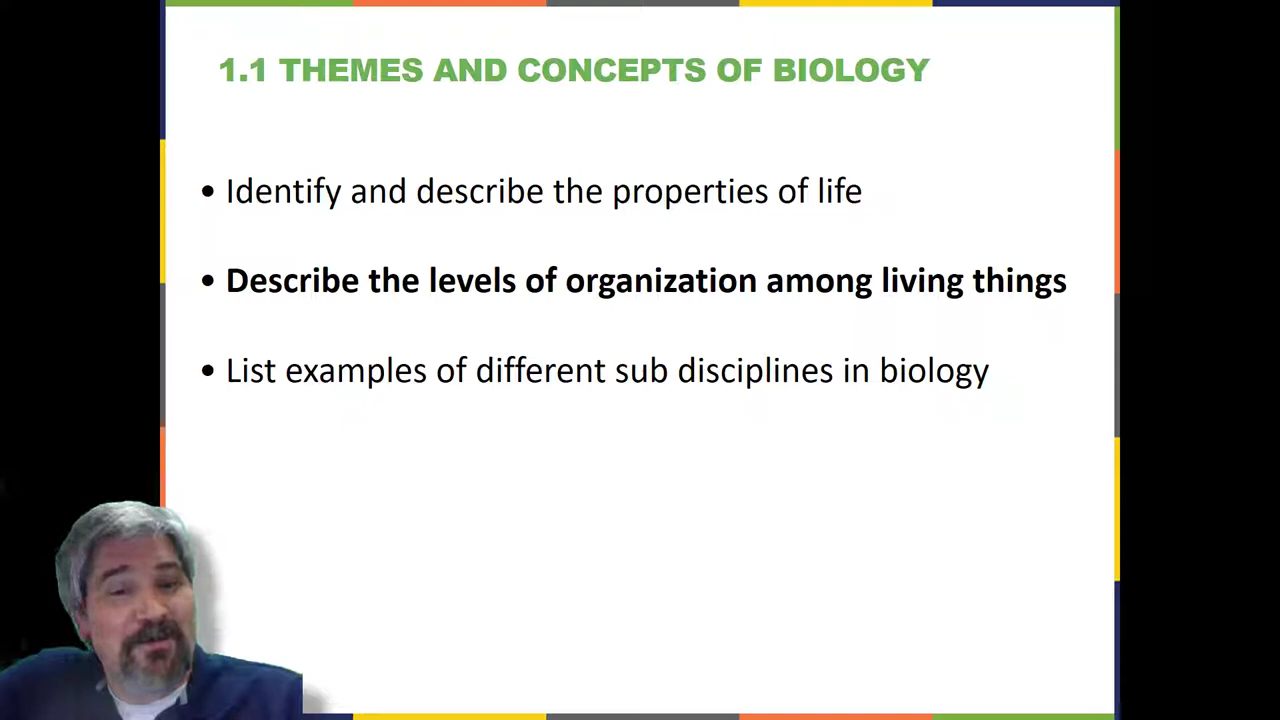 1.1 THEMES AND CONCEPTS OF BIOLOGY
• Identify and describe the properties of life
• Describe the levels of organization among living things
• List examples of different sub disciplines in biology